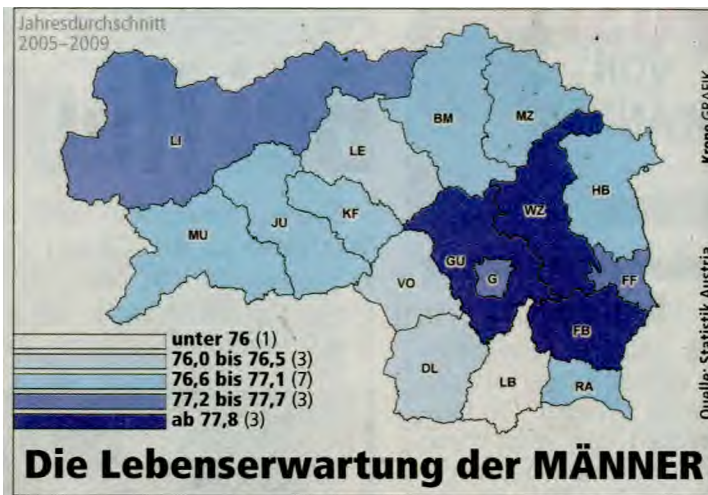 Jahresdurchschnitt
2005–2009
LI
BM
MZ
LE
HB
WZ
KF
JU
MU
GU
G
FF
VO
FB
DL
LB
RA
unter 76 (1)
76,0 bis 76,5 (3)
76,6 bis 77,1 (7)
77,2 bis 77,7 (3)
ab 77,8 (3)
Krone GRAFIK
Quelle: Statistik Austria
Die Lebenserwartung der MÄNNER